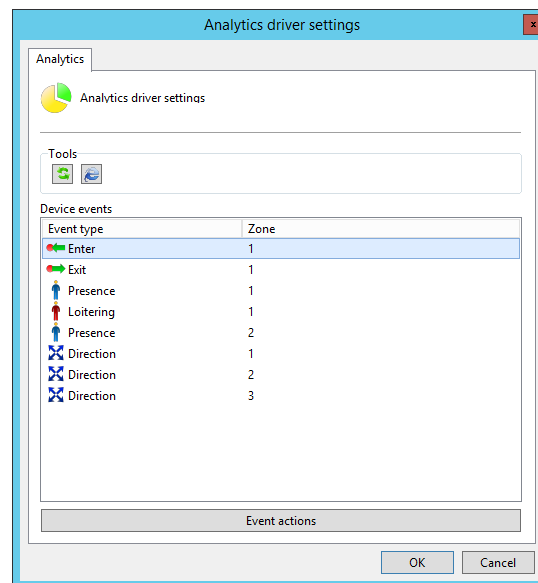 Analytics driver settings
x
Analytics
Analytics driver settings
Tools
Device events
Event type Zone
Enter 1
Exit 1
Presence 1
Loitering 1
Presence 2
Direction 1
Direction 2
Direction 3
Event actions
OK Cancel